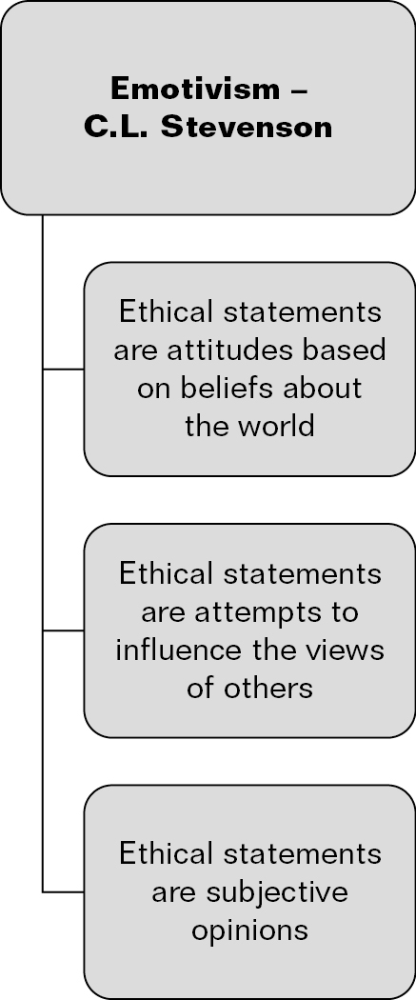 Emotivism –
C.L. Stevenson
Ethical statements
are attitudes based
on beliefs about
the world
Ethical statements
are attempts to
influence the views
of others
Ethical statements
are subjective
opinions